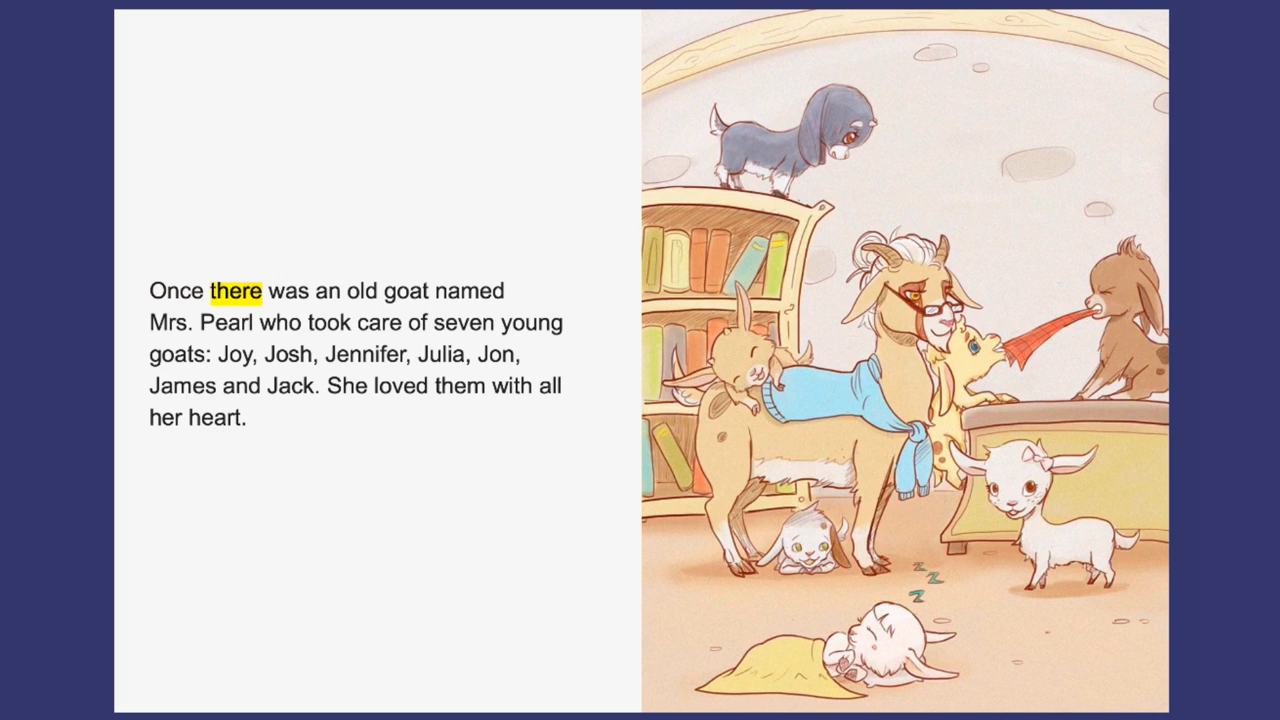 Once there was an old goat named
Mrs. Pearl who took care of seven young
goats: Joy, Josh, Jennifer, Julia, Jon,
James and Jack. She loved them with all
her heart.
z
z
z